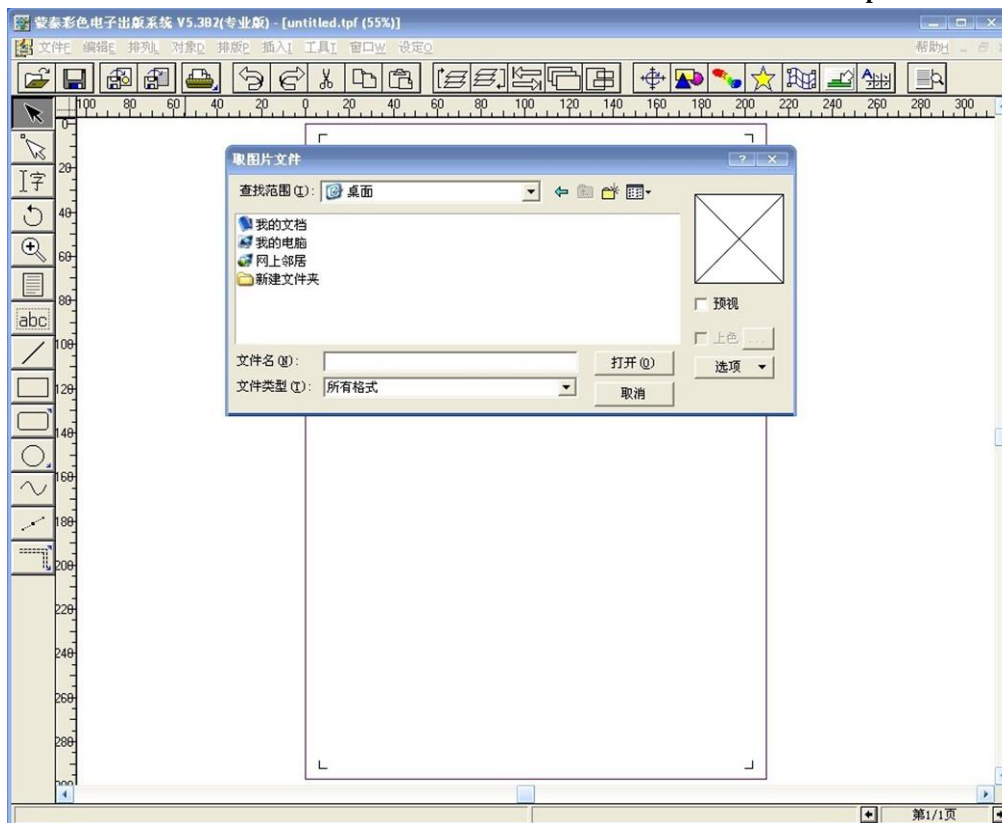 蒙泰彩色电子出版系统 V5.3B2(专业版) - [untitled.tpf (55%)]
文件F 编辑E 排列L 对象D 排版P 插入I 工具T 窗口W 设定O 帮助H
100 80 60 40 20 0 20 40 60 80 100 120 140 160 180 200 220 240 260 280 300
字
abc
0
20
40
60
80
100
120
140
160
180
200
220
240
260
280
取图片文件
查找范围(I): 桌面
我的文档
我的电脑
网上邻居
新建文件夹
预视
上色 ...
文件名(N): 打开(O) 选项
文件类型(T): 所有格式
取消
第1/1页